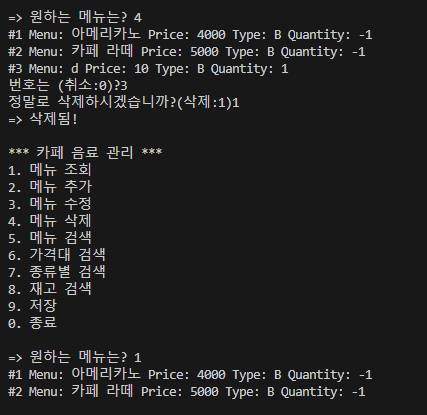 => 원하는 메뉴는? 4
#1 Menu: 아메리카노 Price: 4000 Type: B Quantity: -1
#2 Menu: 카페 라떼 Price: 5000 Type: B Quantity: -1
#3 Menu: d Price: 10 Type: B Quantity: 1
번호는 (취소:0)?3
정말로 삭제하시겠습니까?(삭제:1)1
=> 삭제됨!
*** 카페 음료 관리 ***
1. 메뉴 조회
2. 메뉴 추가
3. 메뉴 수정
4. 메뉴 삭제
5. 메뉴 검색
6. 가격대 검색
7. 종류별 검색
8. 재고 검색
9. 저장
0. 종료
=> 원하는 메뉴는? 1
#1 Menu: 아메리카노 Price: 4000 Type: B Quantity: -1
#2 Menu: 카페 라떼 Price: 5000 Type: B Quantity: -1